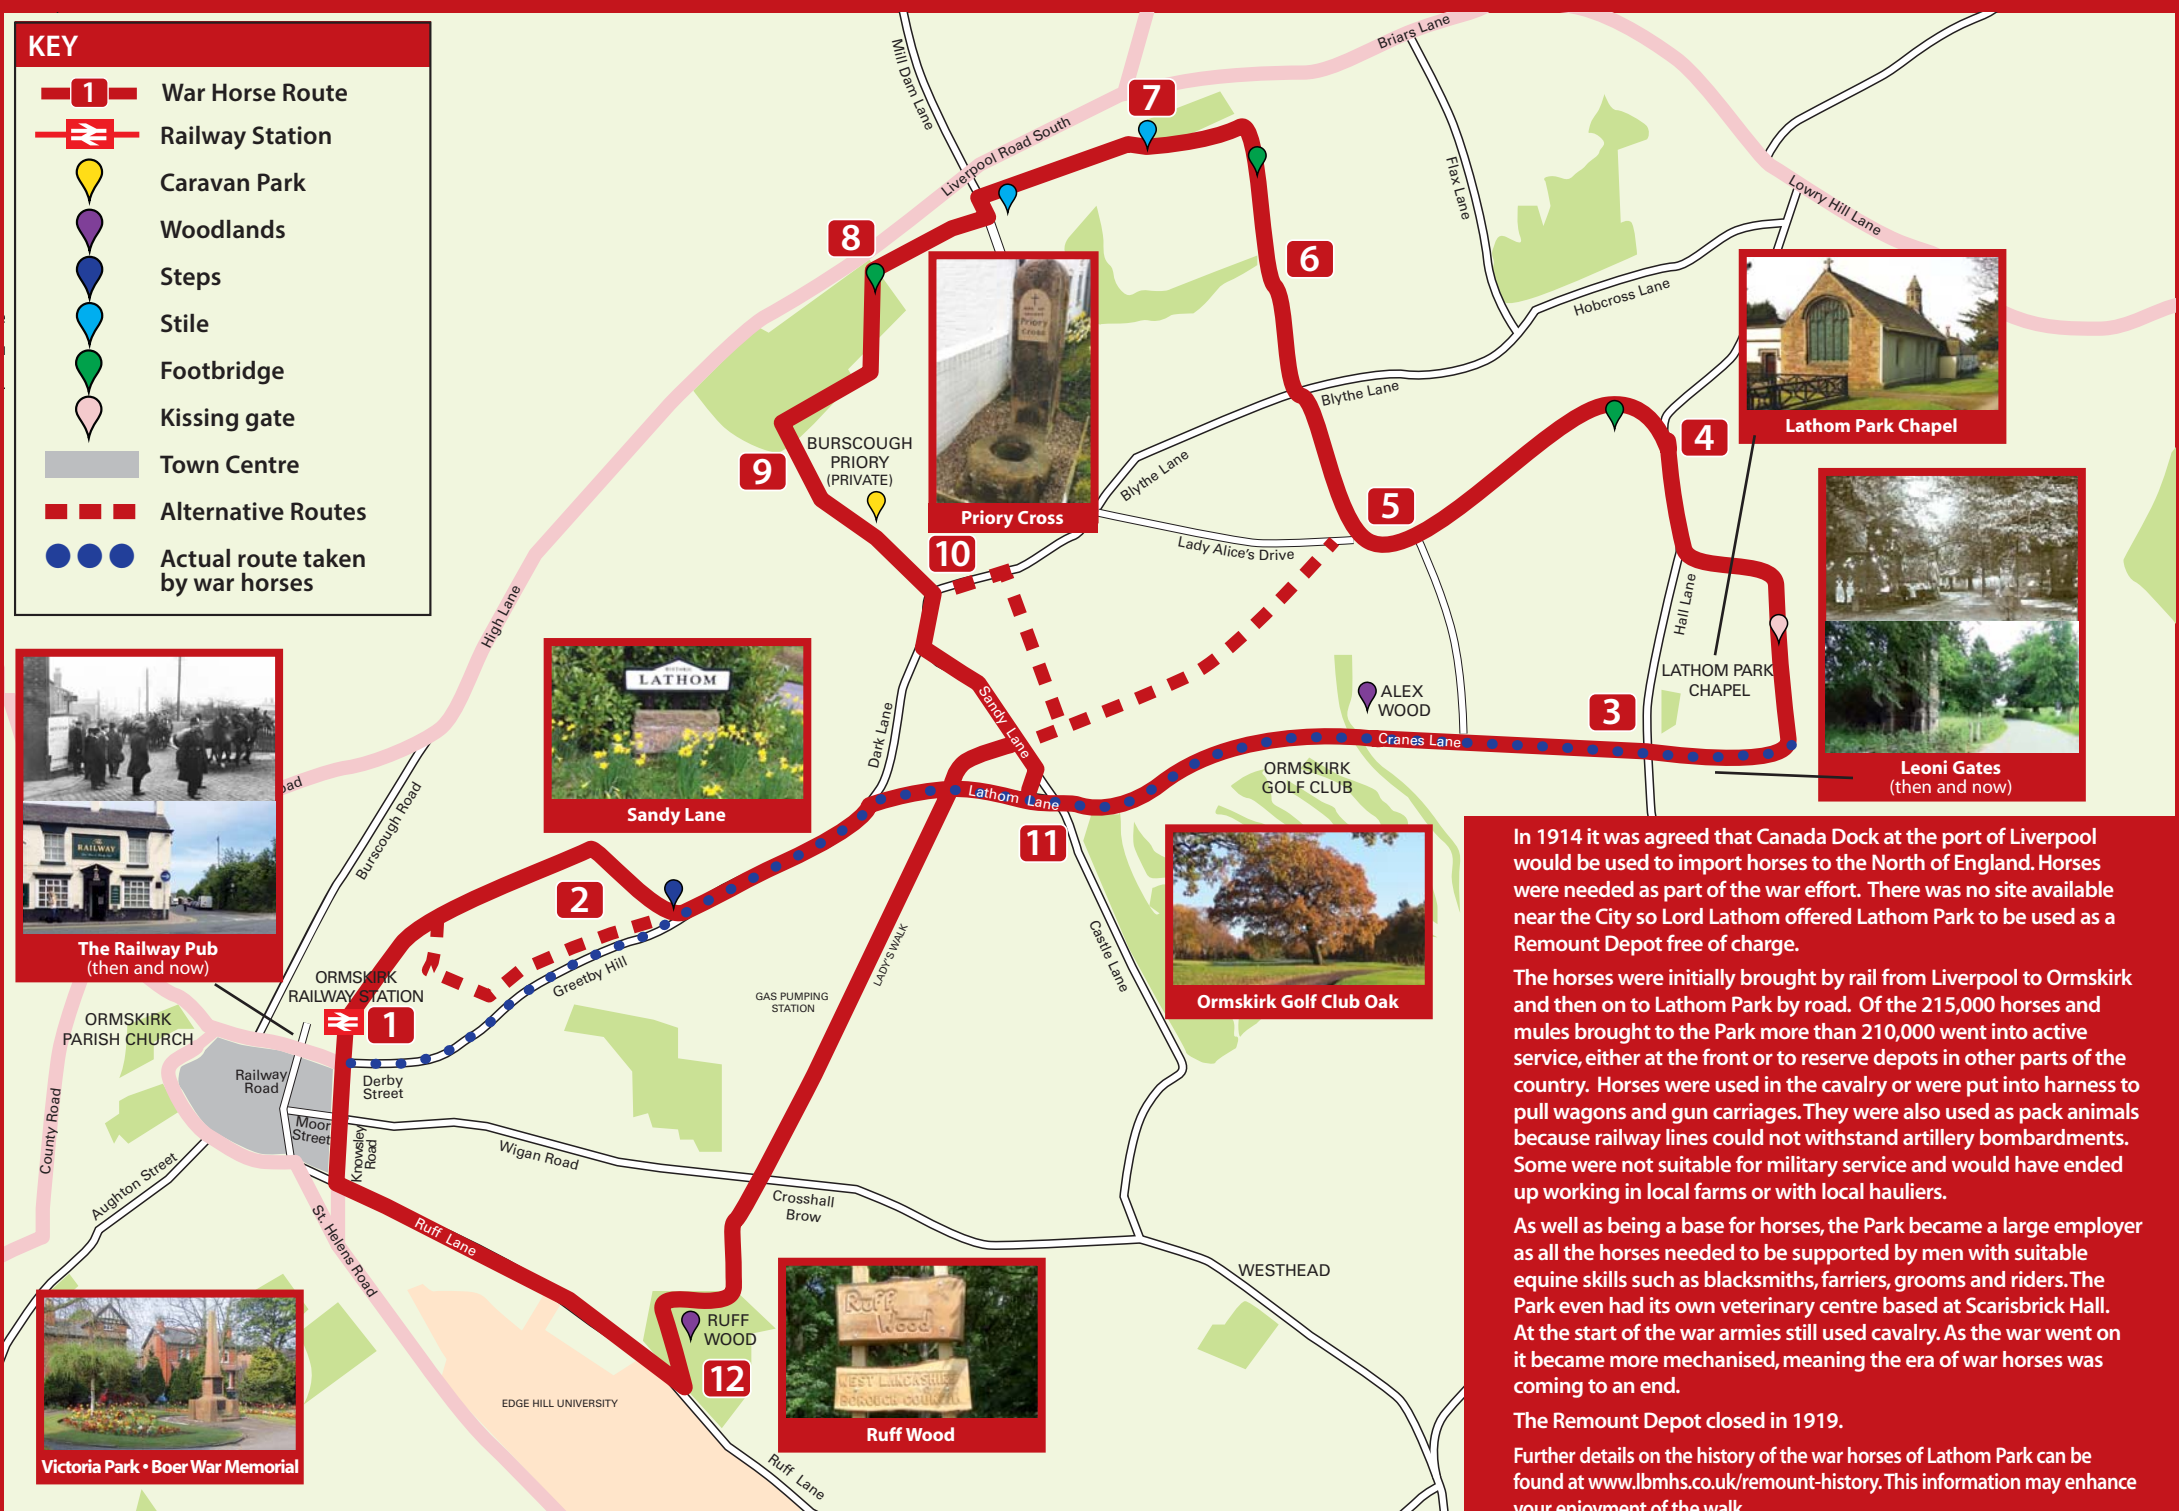 KEY
1
War Horse Route
Railway Station
Caravan Park
Woodlands
Steps
Stile
Footbridge
Kissing gate
Town Centre
Alternative Routes
Actual route taken
by war horses
Mill Dam Lane
Liverpool Road South
Briars Lane
Flax Lane
Lowry Hill Lane
Hobcross Lane
7
8
6
Priory
Cross
Priory Cross
Lathom Park Chapel
Blythe Lane
Blythe Lane
4
9
BURSCOUGH
PRIORY
(PRIVATE)
10
5
Lady Alice's Drive
High Lane
Hall Lane
LATHOM PARK
CHAPEL
Leoni Gates
(then and now)
LATHOM
Sandy Lane
Sandy Lane
Dark Lane
ALEX
WOOD
3
Cranes Lane
ORMSKIRK
GOLF CLUB
Lathom Lane
11
oad
Burscough Road
RAILWAY
The Railway Pub
(then and now)
2
Greetby Hill
LADY'S WALK
Castle Lane
Ormskirk Golf Club Oak
GAS PUMPING
STATION
ORMSKIRK
RAILWAY STATION
1
ORMSKIRK
PARISH CHURCH
Railway
Road
Derby
Street
Moor
Street
Knowsley
Road
County Road
Aughton Street
St. Helens Road
Wigan Road
Crosshall
Brow
Ruff Lane
WESTHEAD
RUFF
WOOD
12
Ruff
Wood
WEST LANCASHIRE
BOROUGH COUNCIL
Ruff Wood
EDGE HILL UNIVERSITY
Ruff Lane
Victoria Park • Boer War Memorial
In 1914 it was agreed that Canada Dock at the port of Liverpool
would be used to import horses to the North of England. Horses
were needed as part of the war effort. There was no site available
near the City so Lord Lathom offered Lathom Park to be used as a
Remount Depot free of charge.
The horses were initially brought by rail from Liverpool to Ormskirk
and then on to Lathom Park by road. Of the 215,000 horses and
mules brought to the Park more than 210,000 went into active
service, either at the front or to reserve depots in other parts of the
country. Horses were used in the cavalry or were put into harness to
pull wagons and gun carriages. They were also used as pack animals
because railway lines could not withstand artillery bombardments.
Some were not suitable for military service and would have ended
up working in local farms or with local hauliers.
As well as being a base for horses, the Park became a large employer
as all the horses needed to be supported by men with suitable
equine skills such as blacksmiths, farriers, grooms and riders. The
Park even had its own veterinary centre based at Scarisbrick Hall.
At the start of the war armies still used cavalry. As the war went on
it became more mechanised, meaning the era of war horses was
coming to an end.
The Remount Depot closed in 1919.
Further details on the history of the war horses of Lathom Park can be
found at www.lbmhs.co.uk/remount-history. This information may enhance
your enjoyment of the walk